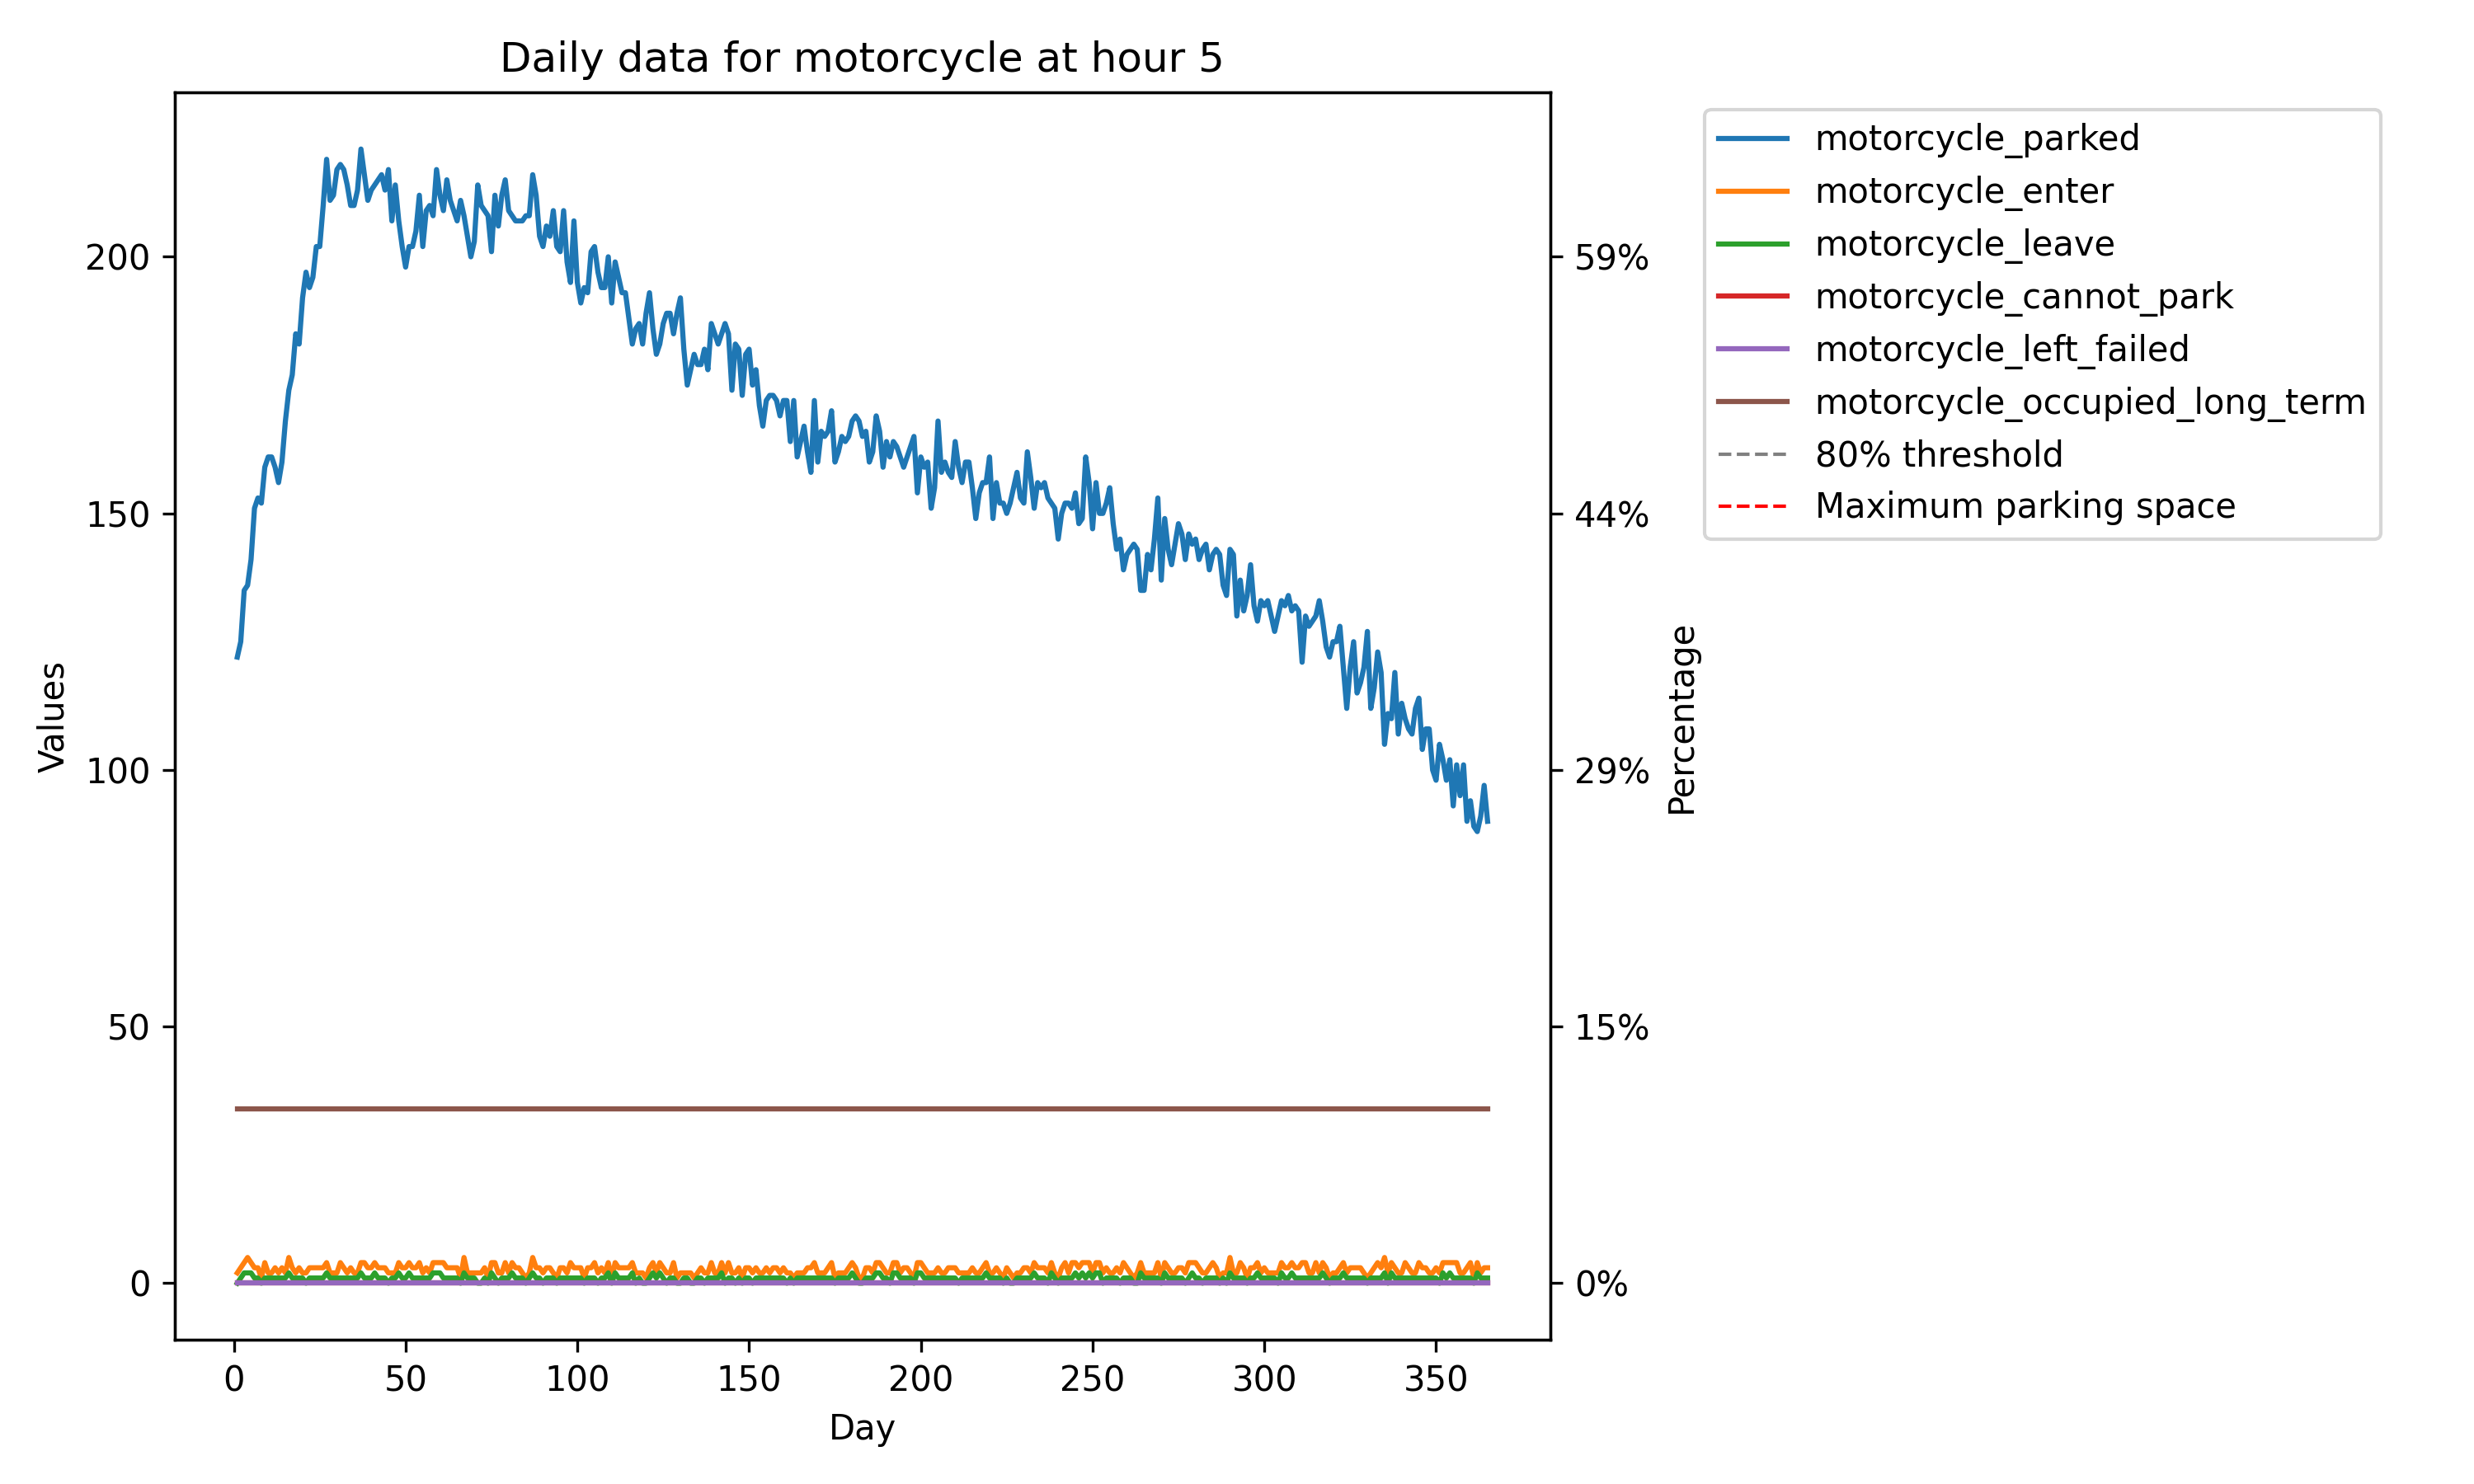 Daily data for motorcycle at hour 5
motorcycle_parked
motorcycle_enter
motorcycle_leave
motorcycle_cannot_park
motorcycle_left_failed
motorcycle_occupied_long_term
80% threshold
Maximum parking space
Values
200
150
100
50
0
59%
44%
29%
15%
0%
Percentage
0
50
100
150
200
250
300
350
Day